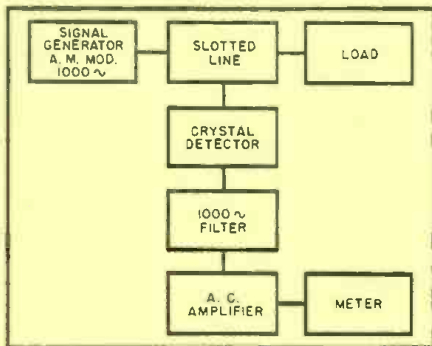 SIGNAL
GENERATOR
A. M. MOD.
1000 ~
SLOTTED
LINE
LOAD
CRYSTAL
DETECTOR
1000 ~
FILTER
A. C.
AMPLIFIER
METER